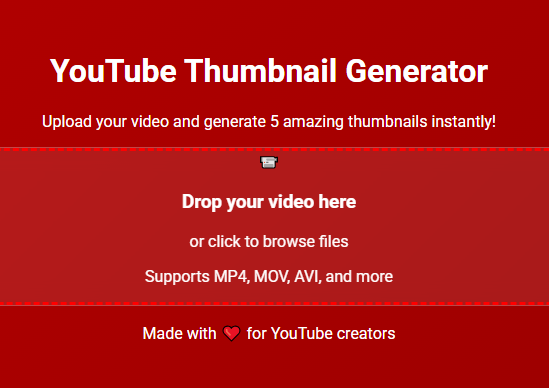 YouTube Thumbnail Generator
Upload your video and generate 5 amazing thumbnails instantly!
Drop your video here
or click to browse files
Supports MP4, MOV, AVI, and more
Made with ❤️ for YouTube creators